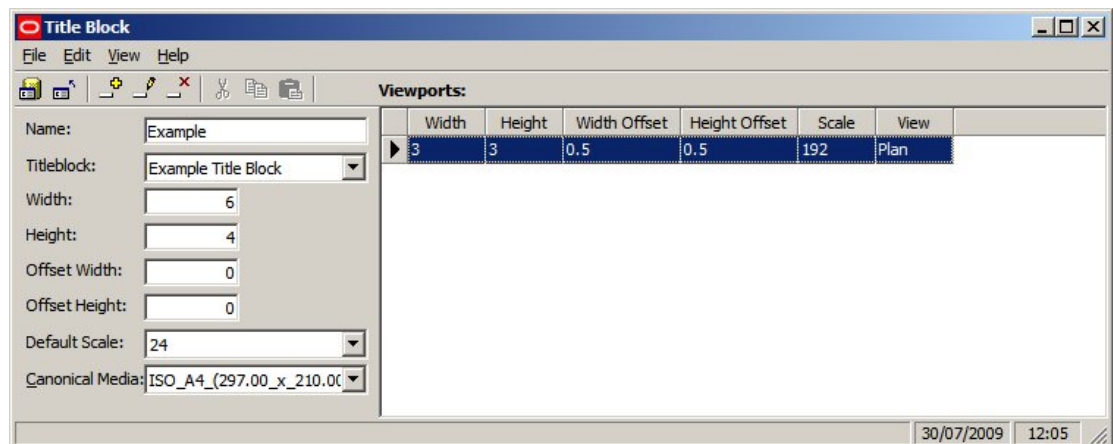 Title Block
File Edit View Help
Viewports:
Name: Example
Titleblock: Example Title Block
Width: 6
Height: 4
Offset Width: 0
Offset Height: 0
Default Scale: 24
Canonical Media: ISO_A4_(297.00_x_210.00
Width Height Width Offset Height Offset Scale View
3 3 0.5 0.5 192 Plan
30/07/2009 12:05